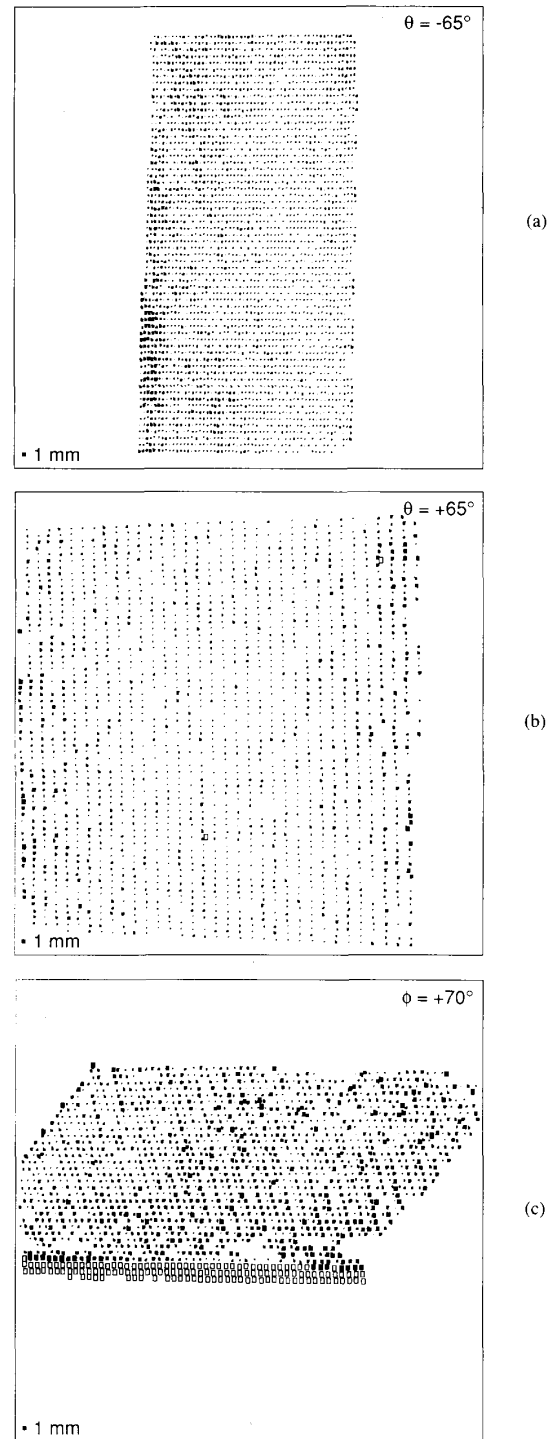 θ = -65°
(a)
1 mm
θ = +65°
(b)
1 mm
ϕ = +70°
(c)
1 mm